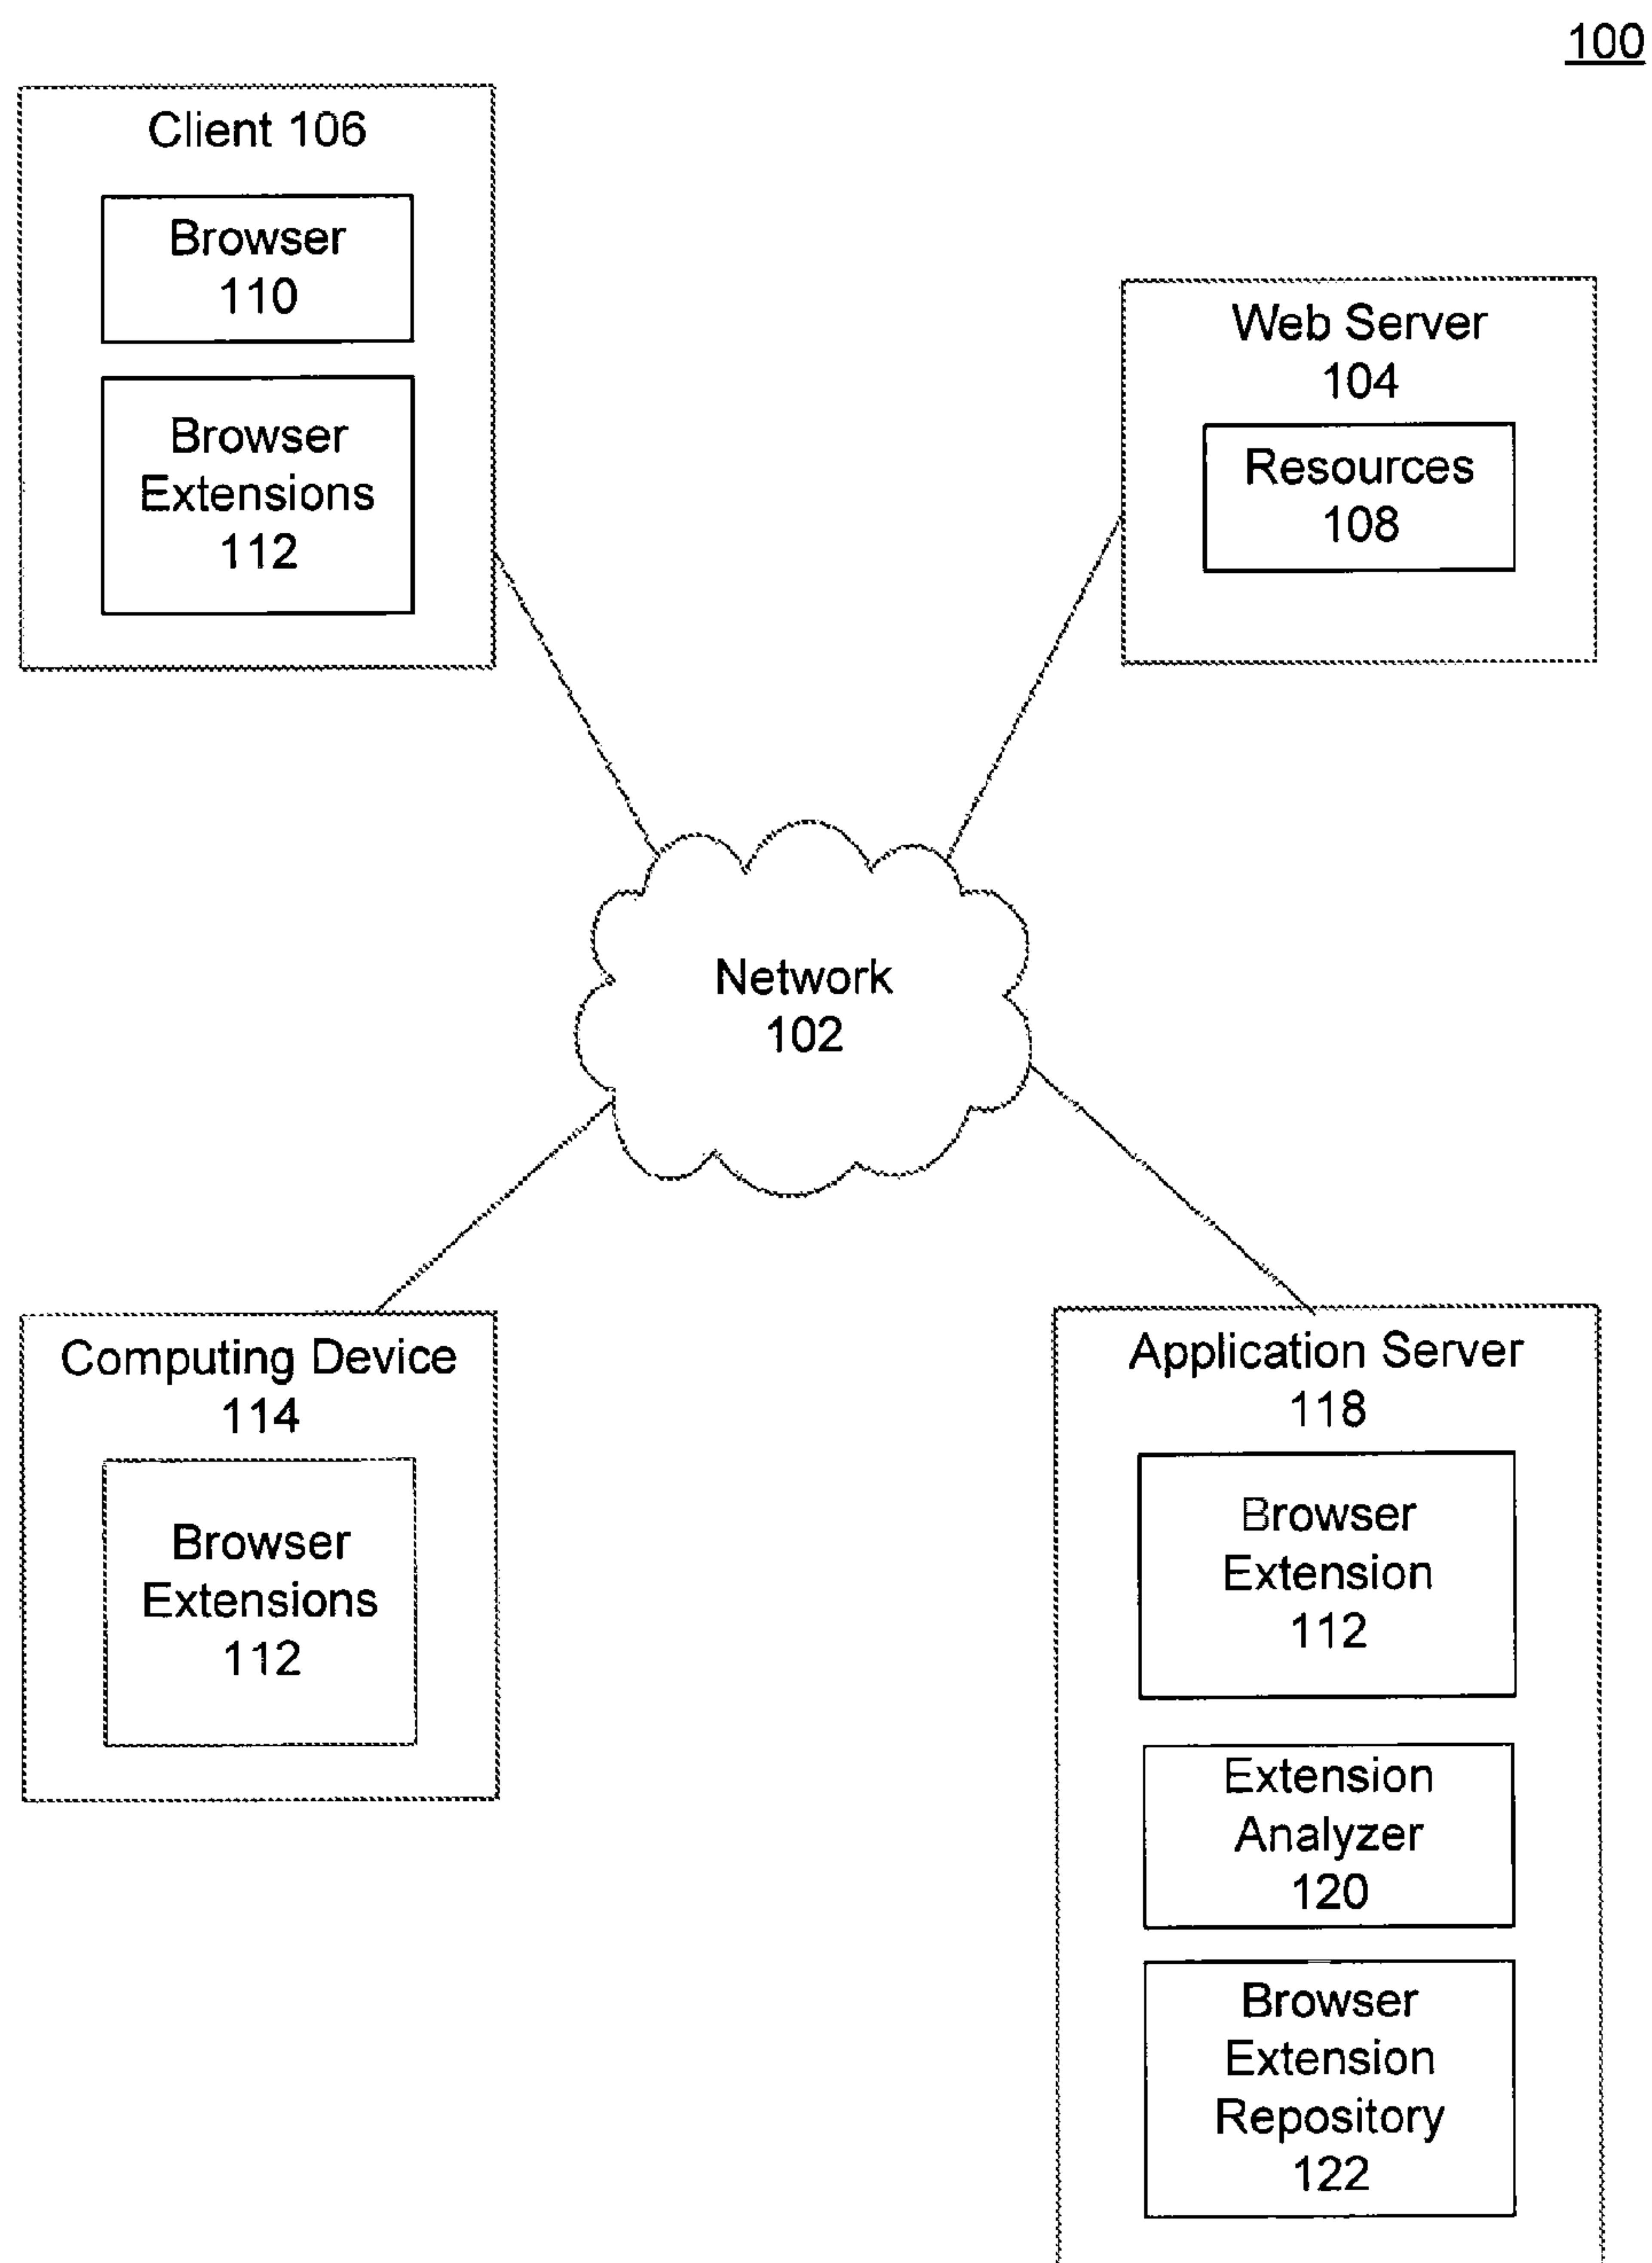 100
Client 106
Browser
110
Browser
Extensions
112
Web Server
104
Resources
108
Network
102
Computing Device
114
Browser
Extensions
112
Application Server
118
Browser
Extension
112
Extension
Analyzer
120
Browser
Extension
Repository
122